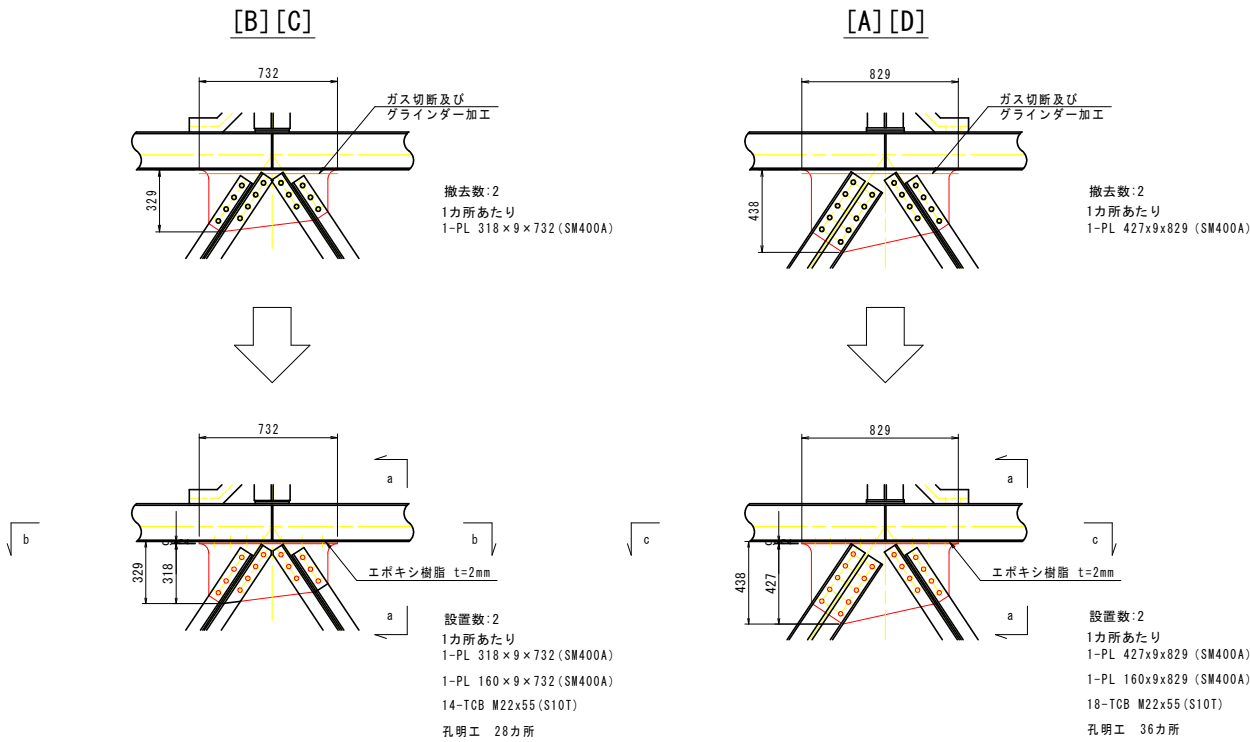 [B][C]
732
ガス切断及び
グラインダー加工
329
撤去数:2
1カ所あたり
1-PL 318×9×732(SM400A)
[A][D]
829
ガス切断及び
グラインダー加工
438
撤去数:2
1カ所あたり
1-PL 427x9x829 (SM400A)
732
a
b
b
329
318
エポキシ樹脂 t=2mm
a
設置数:2
1カ所あたり
1-PL 318×9×732(SM400A)
1-PL 160×9×732(SM400A)
14-TCB M22x55(S10T)
孔明工 28カ所
829
a
c
c
438
427
エポキシ樹脂 t=2mm
a
設置数:2
1カ所あたり
1-PL 427x9x829 (SM400A)
1-PL 160x9x829 (SM400A)
18-TCB M22x55(S10T)
孔明工 36カ所